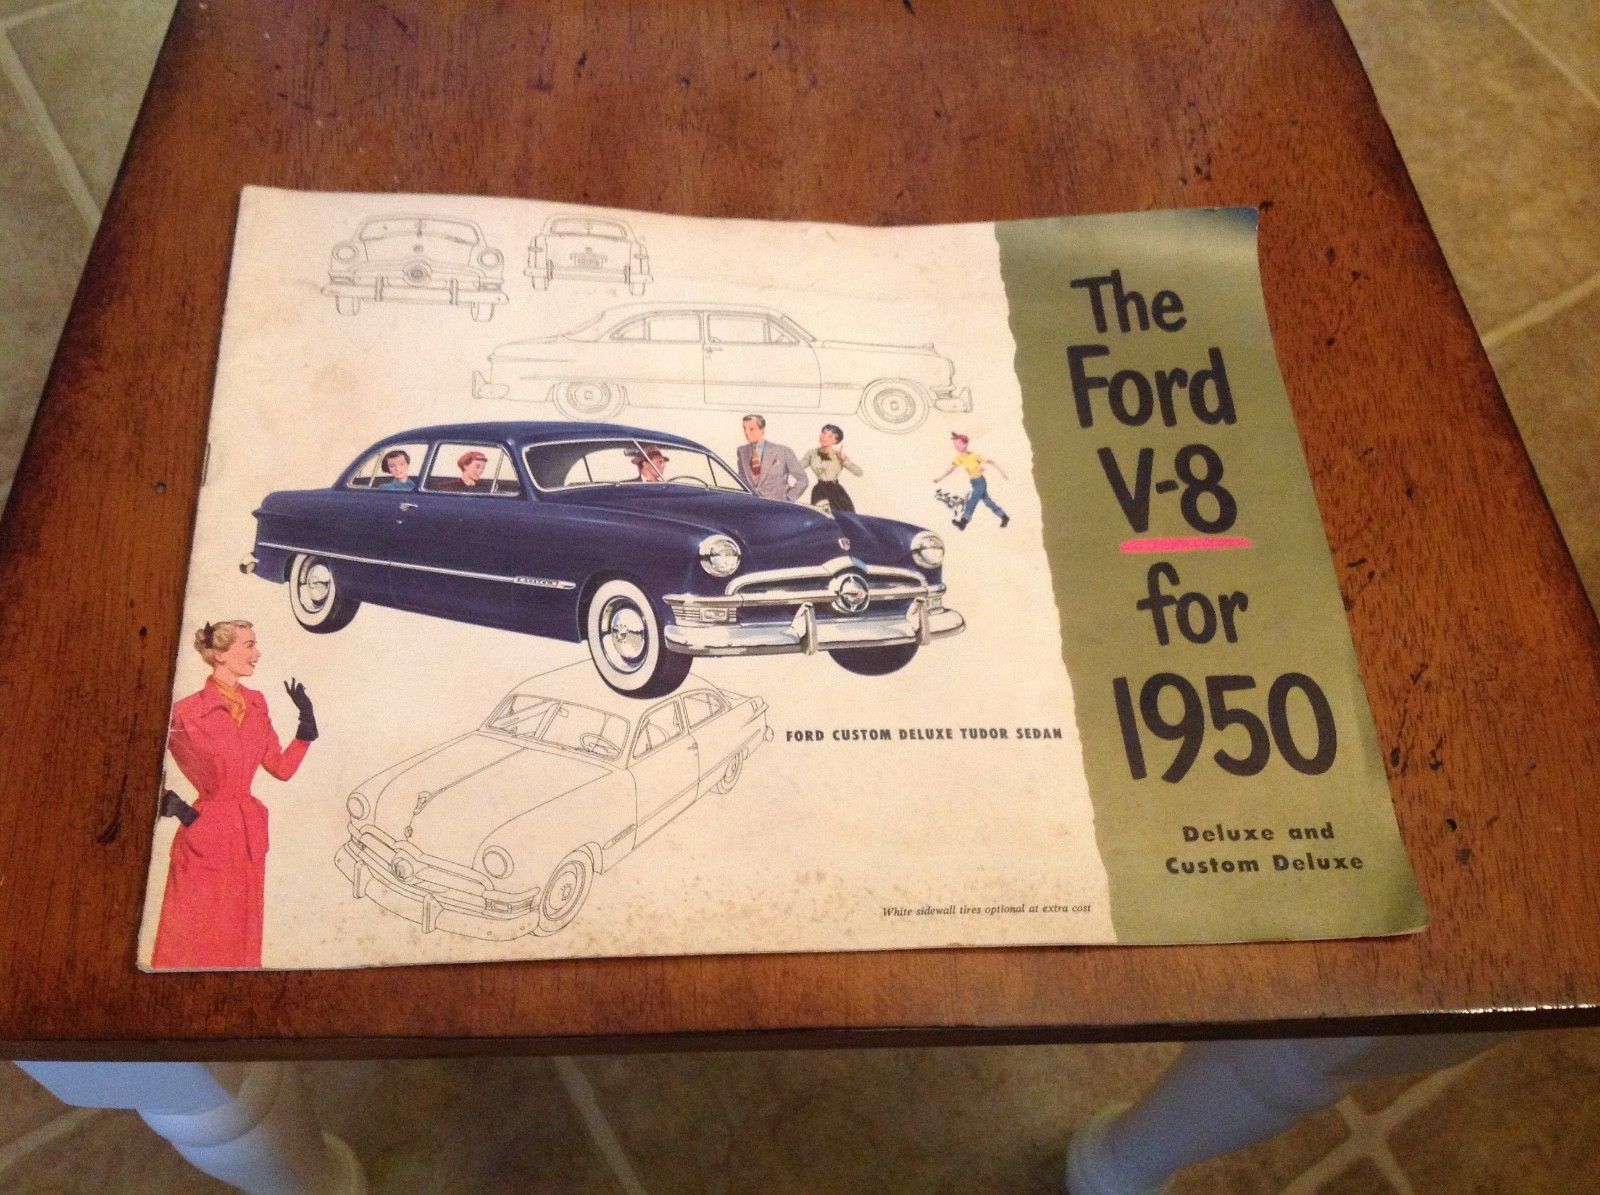 The
Ford
V-8
for
1950
Deluxe and
Custom Deluxe
FORD CUSTOM DELUXE TUDOR SEDAN
White sidewall tires optional at extra cost